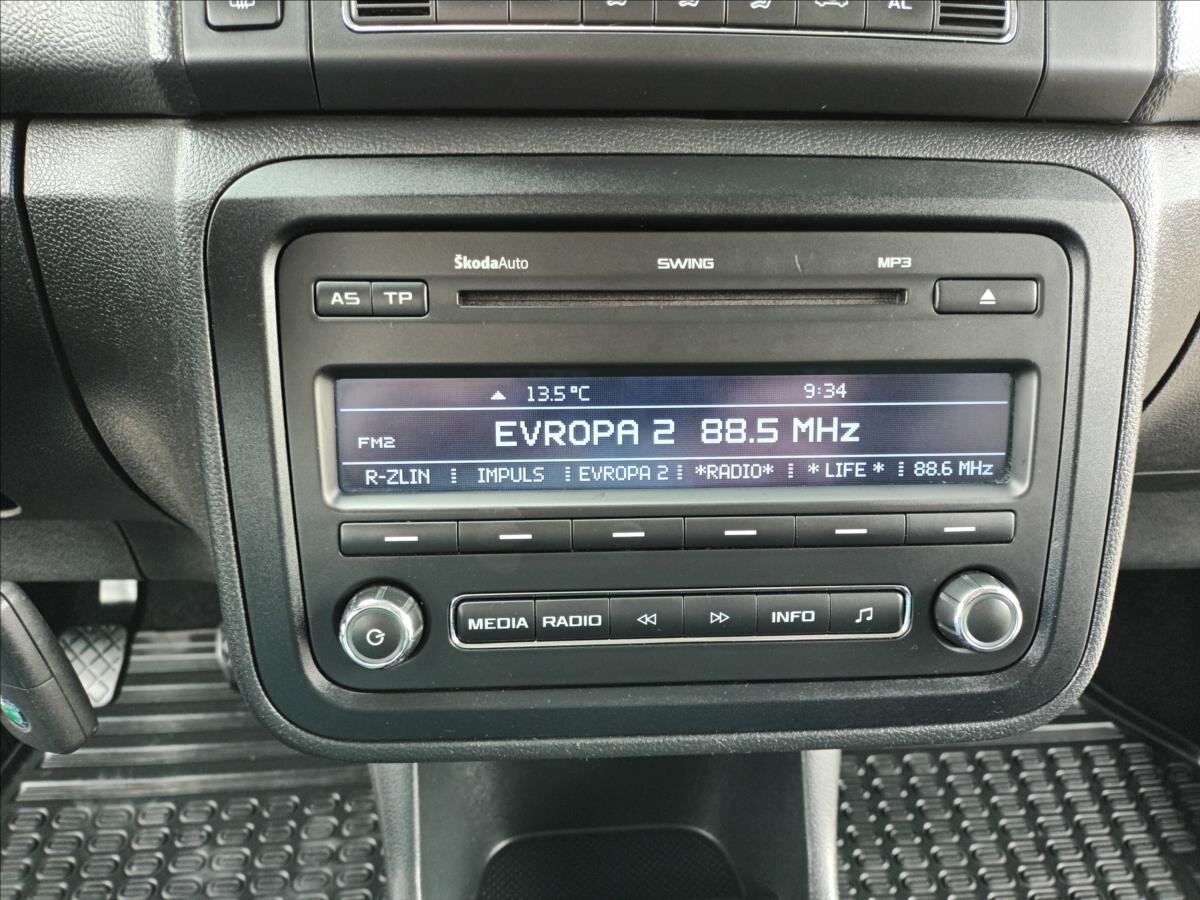 AC
ŠkodaAuto SWING MP3
AS TP
13.5°C 9:34
FM2 EVROPA 2 88.5 MHz
R-ZLIN IMPULS EVROPA 2 *RADIO* * LIFE * 88.6 MHz
MEDIA RADIO INFO